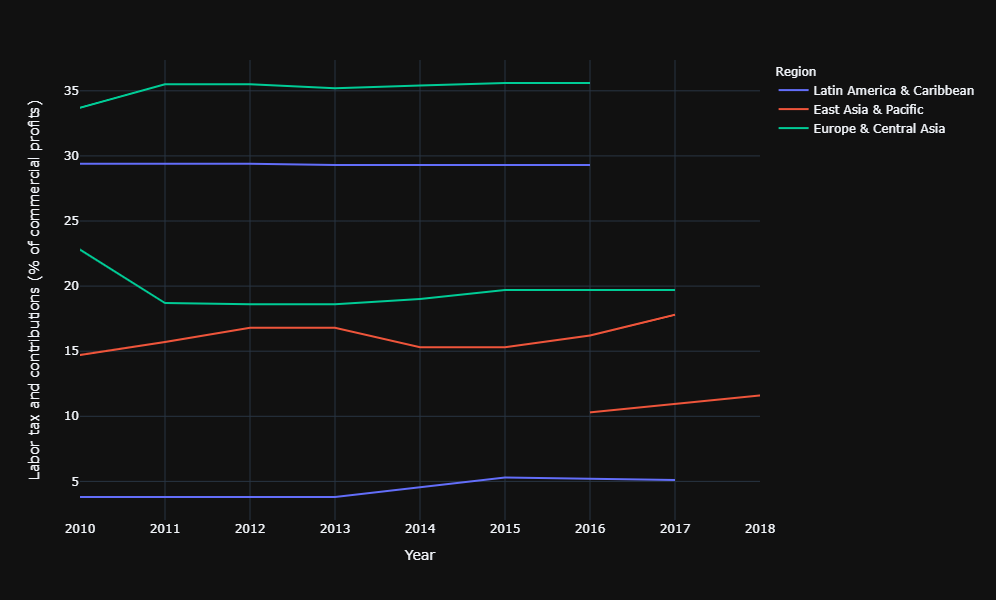 Labor tax and contributions (% of commercial profits)
35
30
25
20
15
10
5
2010 2011 2012 2013 2014 2015 2016 2017 2018
Year
Region
Latin America & Caribbean
East Asia & Pacific
Europe & Central Asia